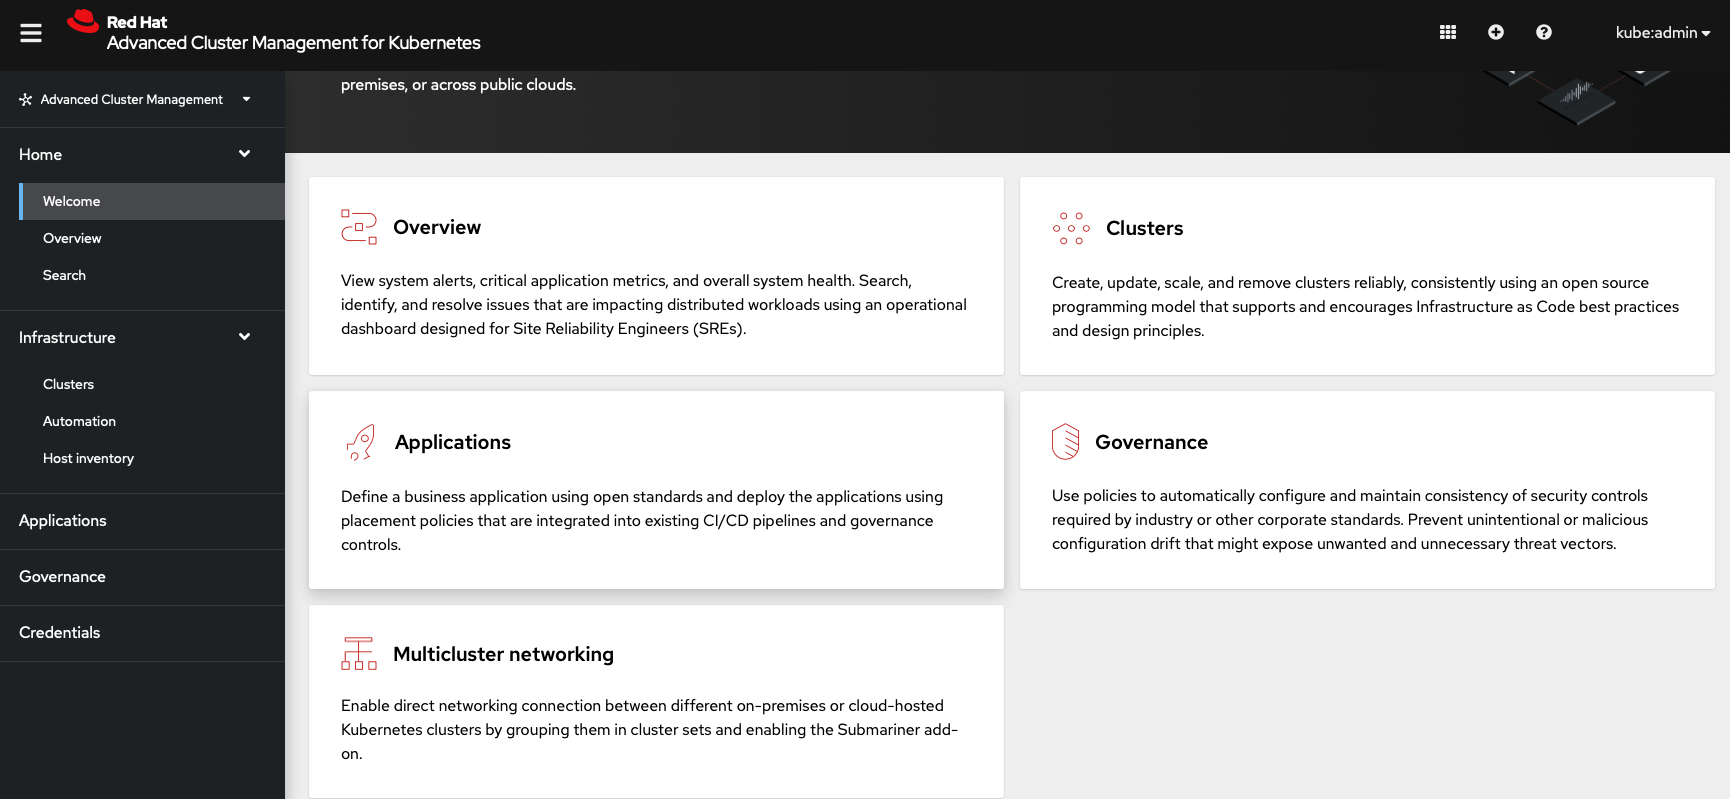 Red Hat
Advanced Cluster Management for Kubernetes
kube:admin
Advanced Cluster Management
Home
Welcome
Overview
Search
Infrastructure
Clusters
Automation
Host inventory
Applications
Governance
Credentials
premises, or across public clouds.
Overview
View system alerts, critical application metrics, and overall system health. Search,
identify, and resolve issues that are impacting distributed workloads using an operational
dashboard designed for Site Reliability Engineers (SREs).
Clusters
Create, update, scale, and remove clusters reliably, consistently using an open source
programming model that supports and encourages Infrastructure as Code best practices
and design principles.
Applications
Define a business application using open standards and deploy the applications using
placement policies that are integrated into existing CI/CD pipelines and governance
controls.
Governance
Use policies to automatically configure and maintain consistency of security controls
required by industry or other corporate standards. Prevent unintentional or malicious
configuration drift that might expose unwanted and unnecessary threat vectors.
Multicluster networking
Enable direct networking connection between different on-premises or cloud-hosted
Kubernetes clusters by grouping them in cluster sets and enabling the Submariner add-
on.